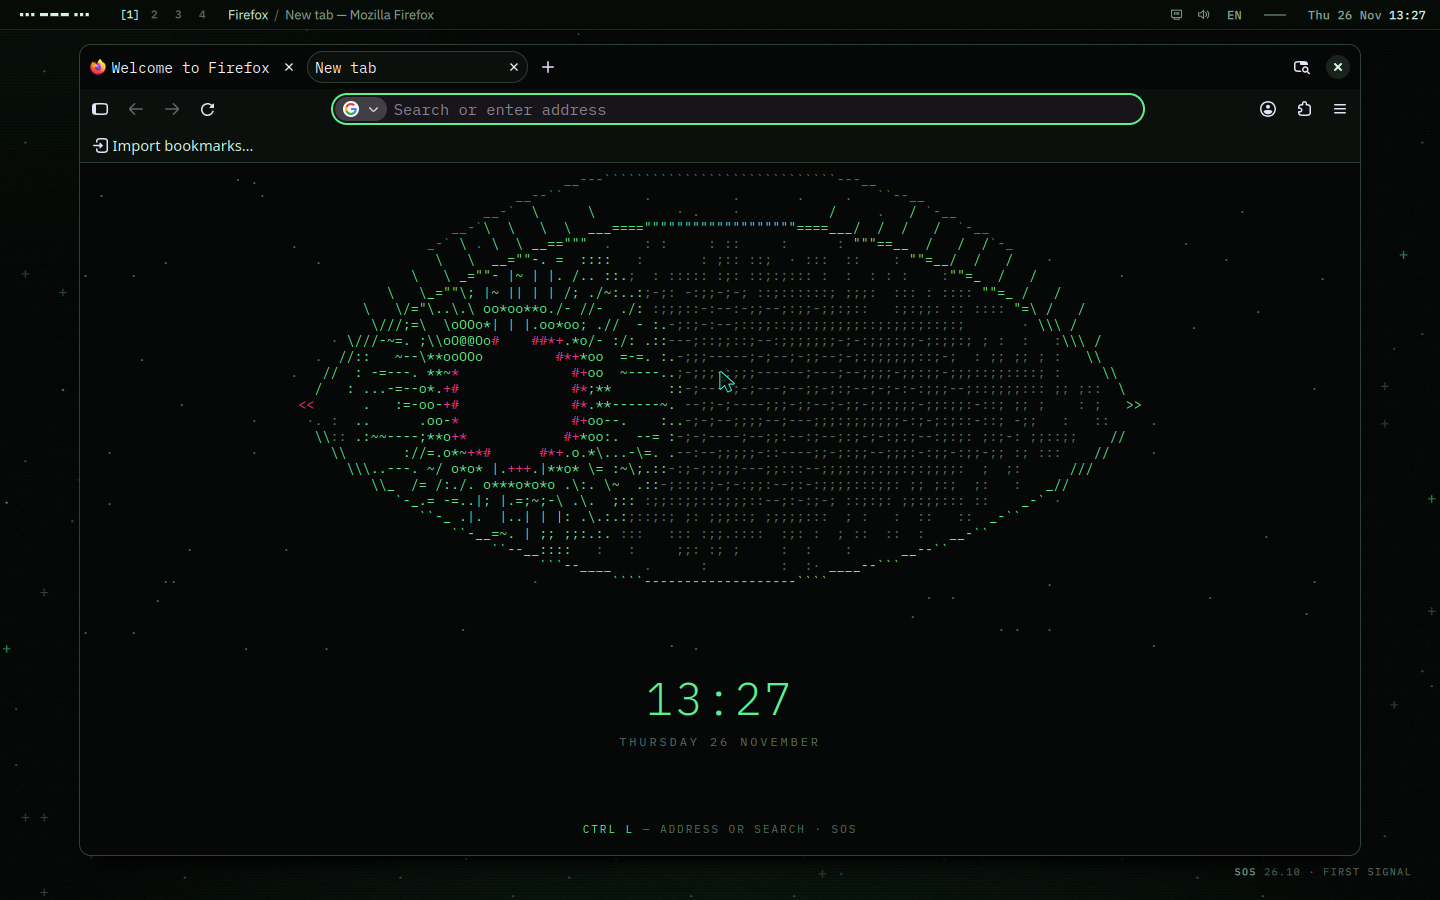 [1] 2 3 4 Firefox / New tab — Mozilla Firefox EN Thu 26 Nov 13:27
Welcome to Firefox
New tab
Search or enter address
Import bookmarks...
13:27
THURSDAY 26 NOVEMBER
CTRL L — ADDRESS OR SEARCH · SOS
SOS 26.10 · FIRST SIGNAL